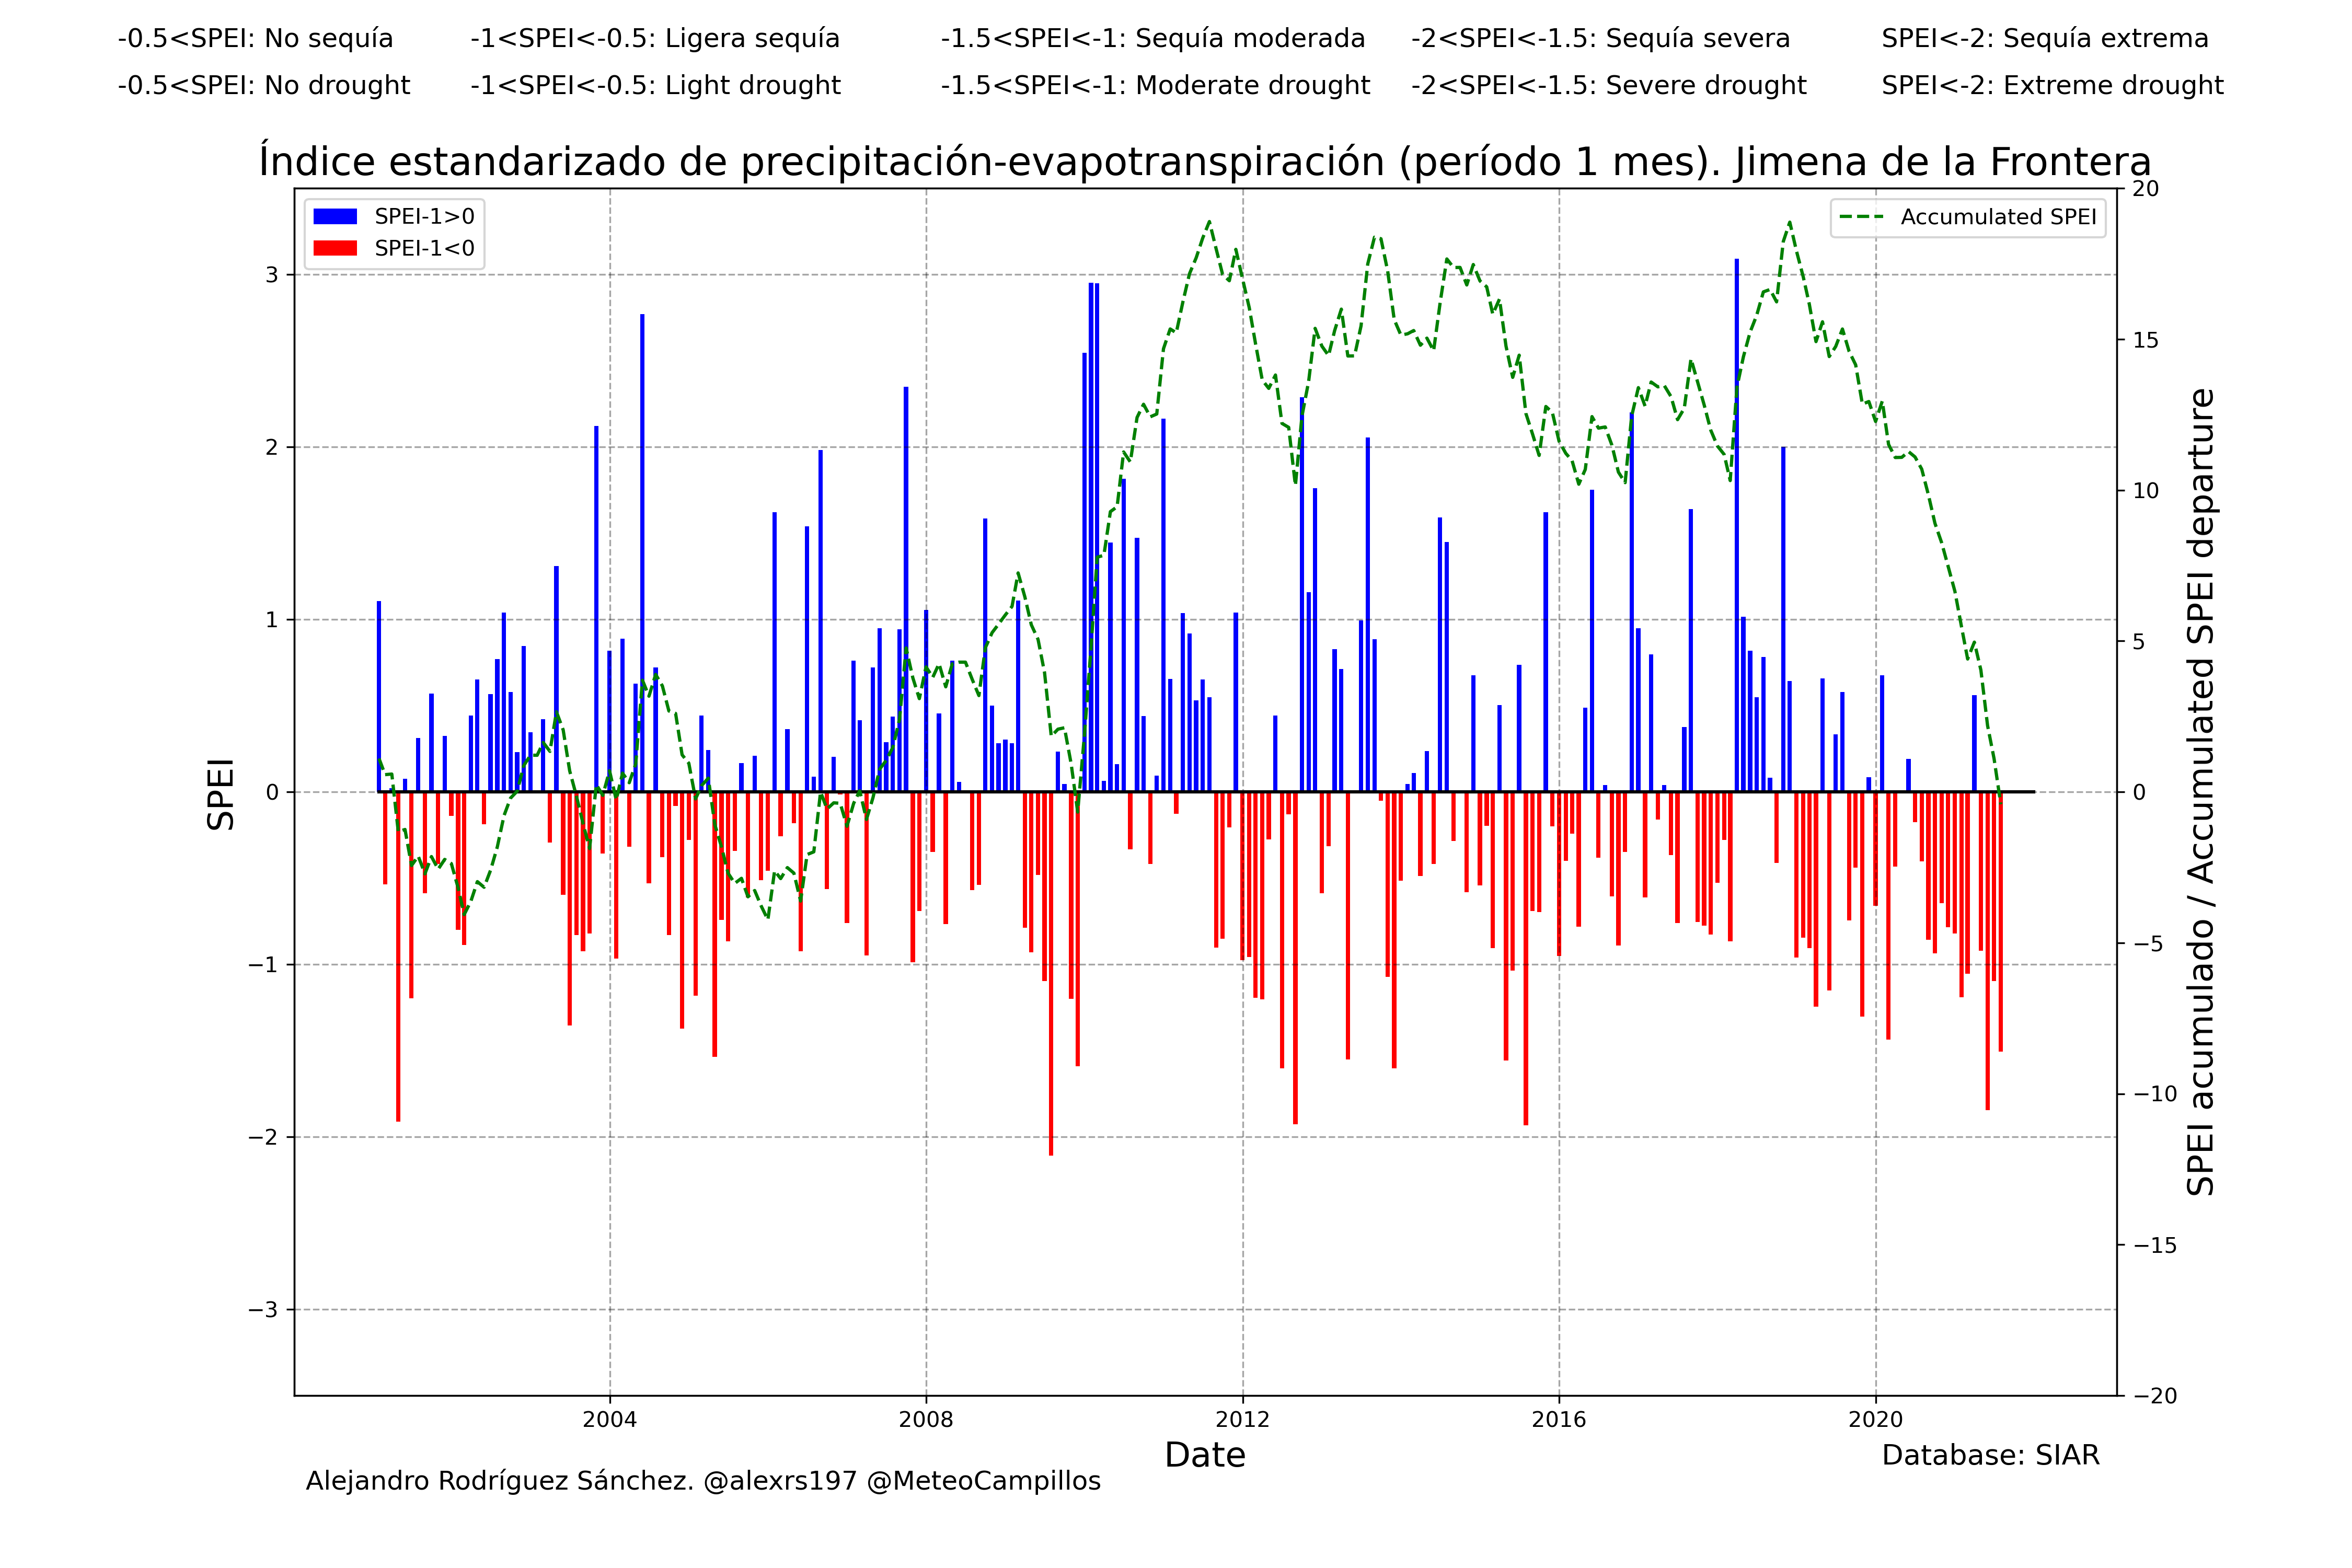 -0.5<SPEI: No sequía -1<SPEI<-0.5: Ligera sequía -1.5<SPEI<-1: Sequía moderada -2<SPEI<-1.5: Sequía severa SPEI<-2: Sequía extrema
-0.5<SPEI: No drought -1<SPEI<-0.5: Light drought -1.5<SPEI<-1: Moderate drought -2<SPEI<-1.5: Severe drought SPEI<-2: Extreme drought
Índice estandarizado de precipitación-evapotranspiración (período 1 mes). Jimena de la Frontera
SPEI-1>0
SPEI-1<0
Accumulated SPEI
SPEI
3
2
1
0
−1
−2
−3
20
15
10
5
0
−5
−10
−15
−20
SPEI acumulado / Accumulated SPEI departure
2004 2008 2012 2016 2020
Date
Database: SIAR
Alejandro Rodríguez Sánchez. @alexrs197 @MeteoCampillos